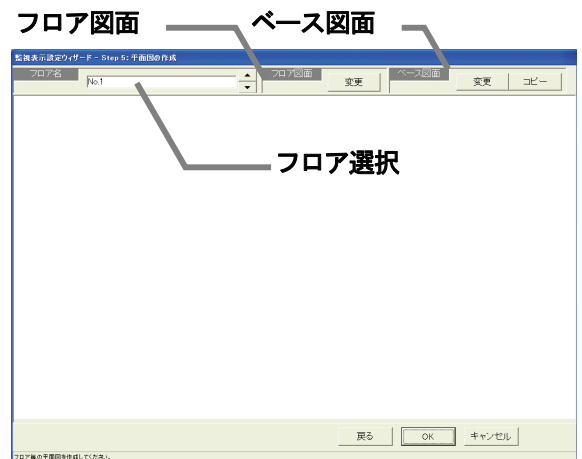 フロア図面 ベース図面
監視表示設定ウィザード - Step 5: 平面図の作成
フロア名 No.1 フロア図面 変更 ベース図面 変更 コピー
フロア選択
戻る OK キャンセル
フロア毎の平面図を作成してください。